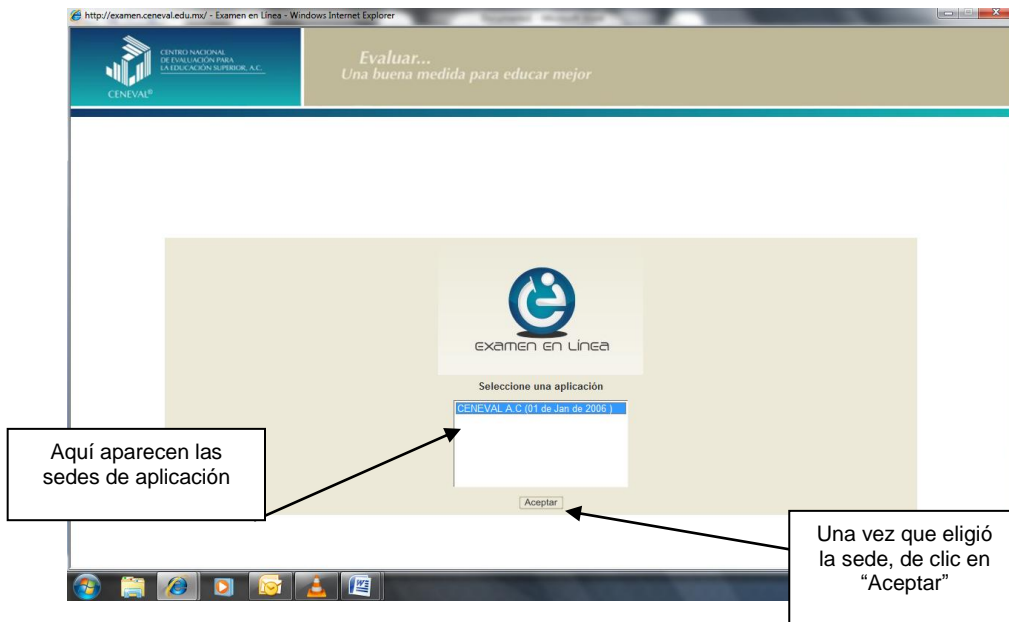 http://examen.ceneval.edu.mx/ - Examen en Línea - Windows Internet Explorer
CENTRO NACIONAL
DE EVALUACIÓN PARA
LA EDUCACIÓN SUPERIOR, A.C.
CENEVAL®
Evaluar...
Una buena medida para educar mejor
Examen en Línea
Seleccione una aplicación
CENEVAL A.C (01 de Jan de 2006 )
Aceptar
Aquí aparecen las
sedes de aplicación
Una vez que eligió
la sede, de clic en
“Aceptar”